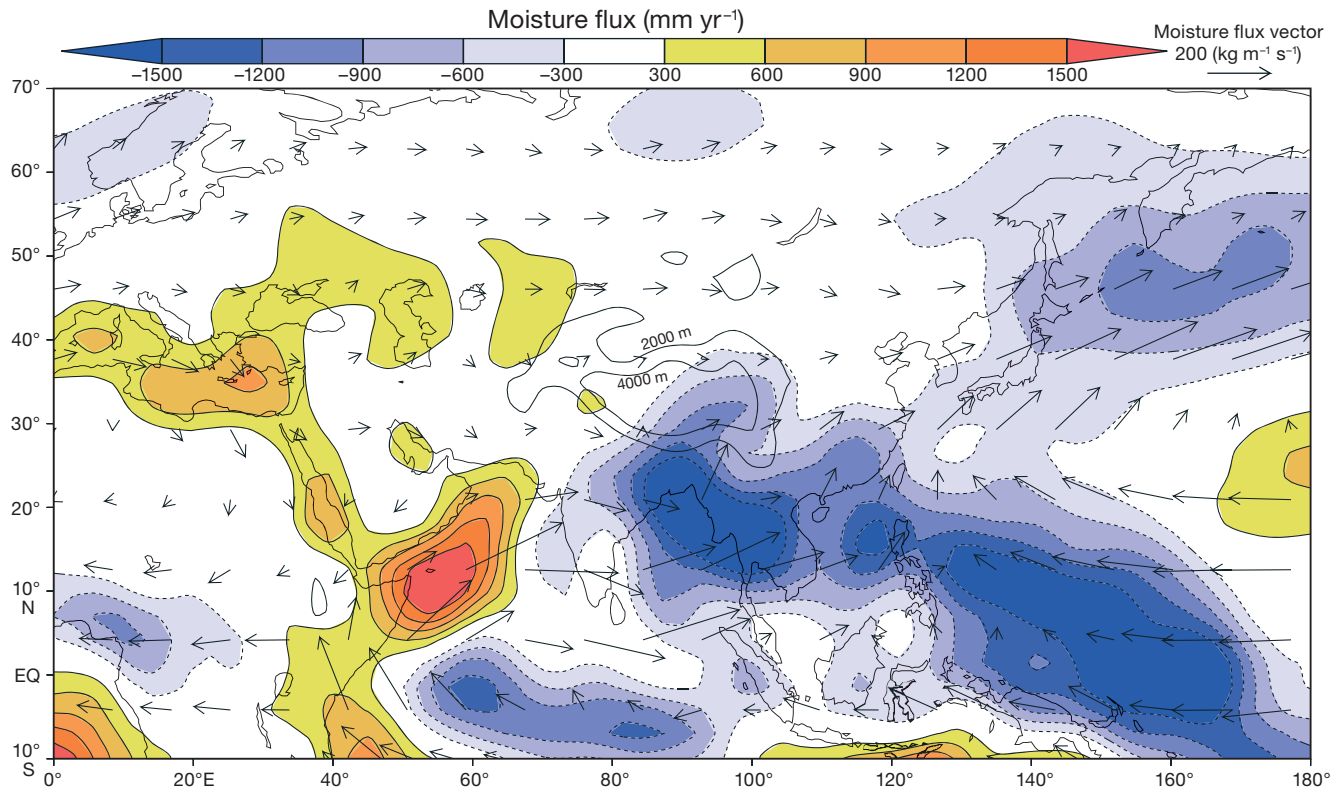 Moisture flux (mm yr⁻¹)
Moisture flux vector
200 (kg m⁻¹ s⁻¹)
−1500 −1200 −900 −600 −300 300 600 900 1200 1500
70°
60°
50°
40°
30°
20°
10°
N
EQ
10°
S
2000 m
4000 m
0° 20°E 40° 60° 80° 100° 120° 140° 160° 180°